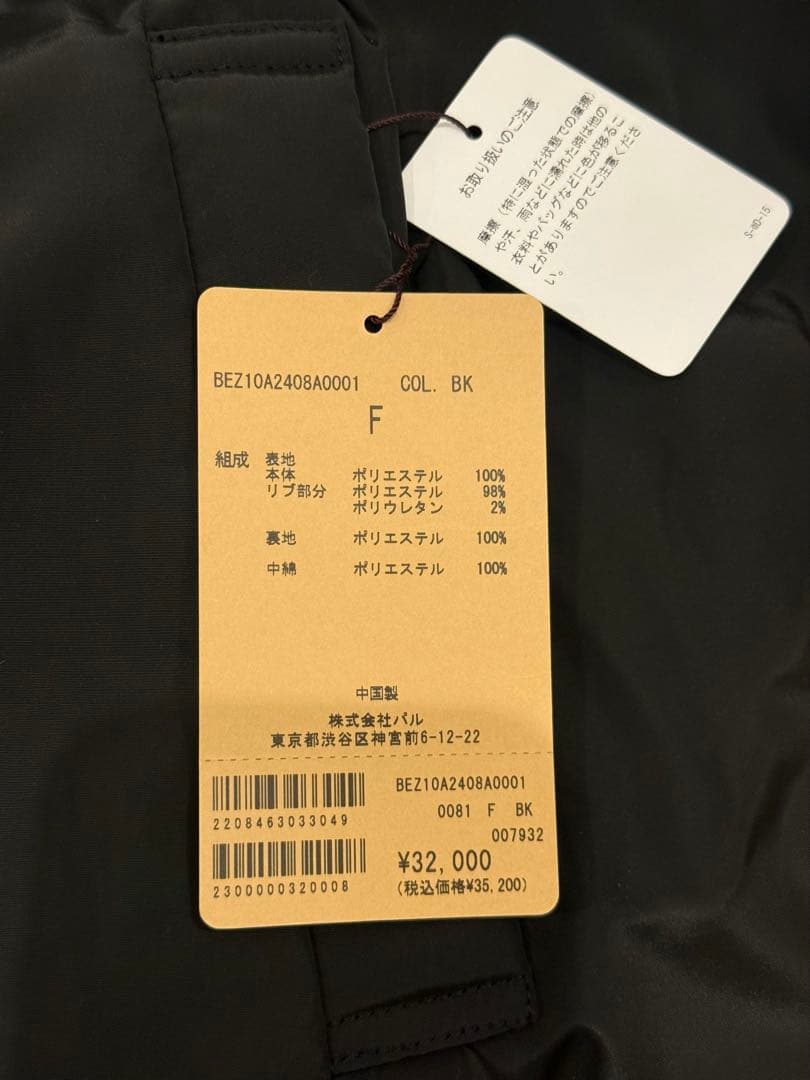 お取り扱いのご注意
摩擦（特に湿った状態での摩擦）
や汗、雨などに濡れた時は他の
衣料やバッグなどに色が移るこ
とがありますのでご注意くださ
い。
S-RD-15
BEZ10A2408A0001 COL. BK
F
組成 表地
本体 ポリエステル 100%
リブ部分 ポリエステル 98%
ポリウレタン 2%
裏地 ポリエステル 100%
中綿 ポリエステル 100%
中国製
株式会社パル
東京都渋谷区神宮前6-12-22
BEZ10A2408A0001
0081 F BK
007932
2208463033049
¥32,000
(税込価格¥35,200)
2300000320008